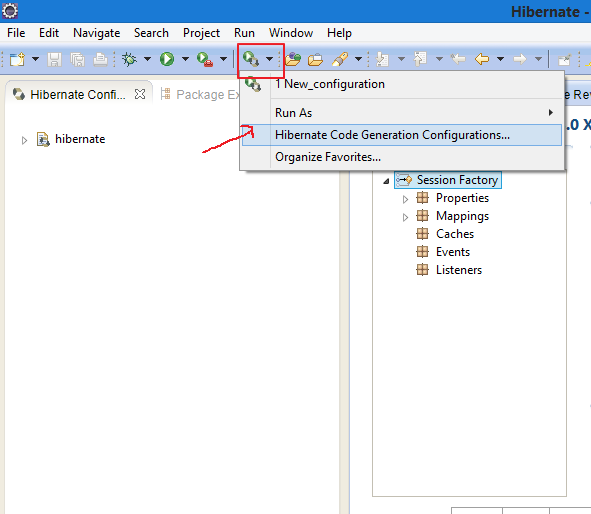 Hibernate -
File Edit Navigate Search Project Run Window Help
Hibernate Confi... Package Ex
1 New_configuration
Run As
Hibernate Code Generation Configurations...
Organize Favorites...
e Rev
.0 X
hibernate
Session Factory
Properties
Mappings
Caches
Events
Listeners